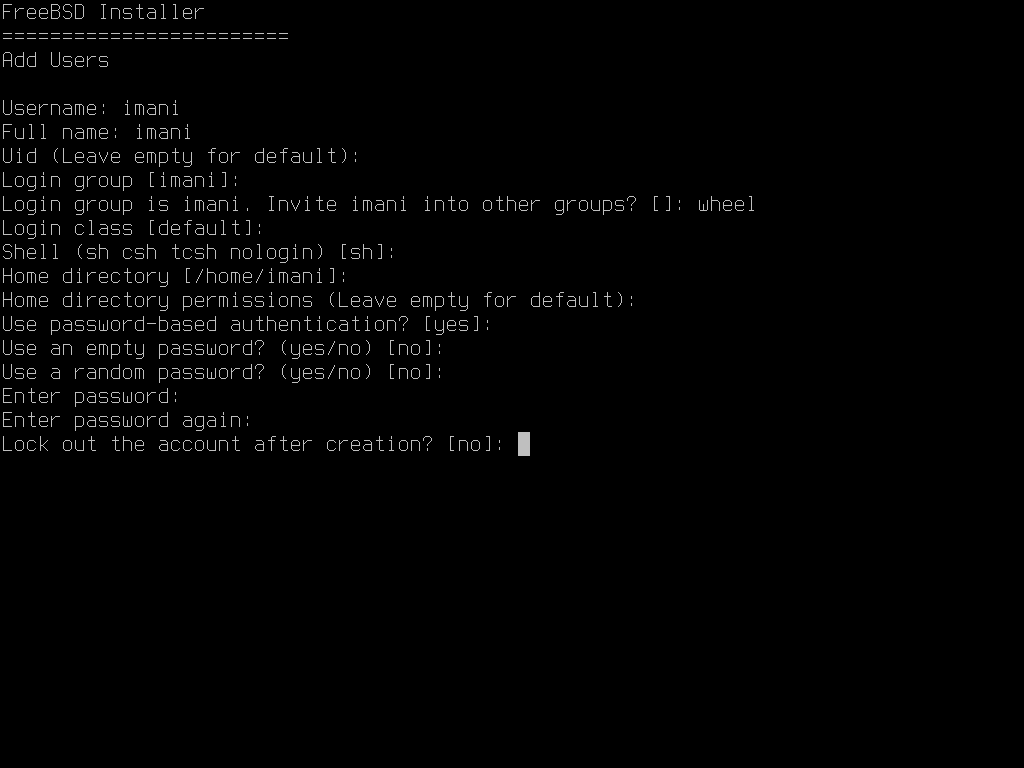 FreeBSD Installer
========================
Add Users
Username: imani
Full name: imani
Uid (Leave empty for default):
Login group [imani]:
Login group is imani. Invite imani into other groups? []: wheel
Login class [default]:
Shell (sh csh tcsh nologin) [sh]:
Home directory [/home/imani]:
Home directory permissions (Leave empty for default):
Use password-based authentication? [yes]:
Use an empty password? (yes/no) [no]:
Use a random password? (yes/no) [no]:
Enter password:
Enter password again:
Lock out the account after creation? [no]: